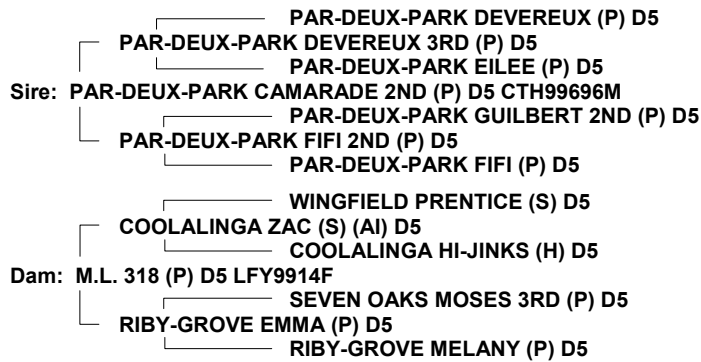 PAR-DEUX-PARK DEVEREUX (P) D5
PAR-DEUX-PARK DEVEREUX 3RD (P) D5
PAR-DEUX-PARK EILEE (P) D5
Sire: PAR-DEUX-PARK CAMARADE 2ND (P) D5 CTH99696M
PAR-DEUX-PARK GUILBERT 2ND (P) D5
PAR-DEUX-PARK FIFI 2ND (P) D5
PAR-DEUX-PARK FIFI (P) D5
WINGFIELD PRENTICE (S) D5
COOLALINGA ZAC (S) (AI) D5
COOLALINGA HI-JINKS (H) D5
Dam: M.L. 318 (P) D5 LFY9914F
SEVEN OAKS MOSES 3RD (P) D5
RIBY-GROVE EMMA (P) D5
RIBY-GROVE MELANY (P) D5